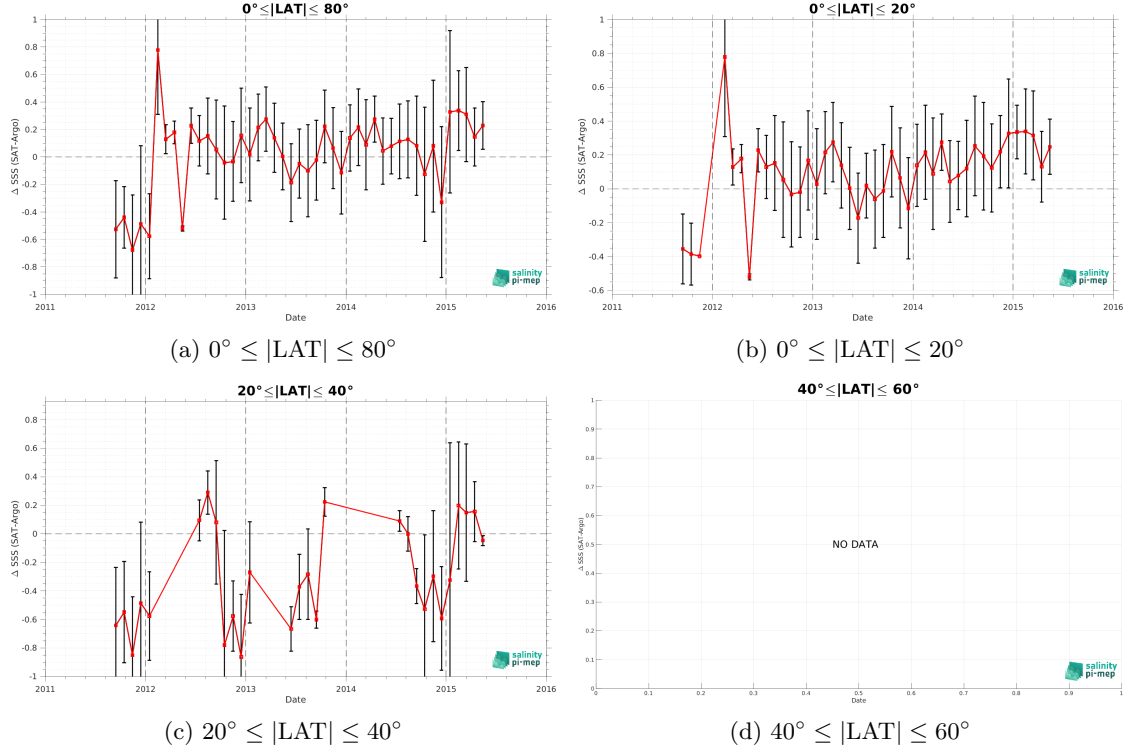 0°≤|LAT|≤ 80°
Δ SSS (SAT-Argo)
1
0.8
0.6
0.4
0.2
0
-0.2
-0.4
-0.6
-0.8
-1
2011
2012
2013
2014
2015
2016
Date
salinity
pi-mep
(a) 0° ≤ |LAT| ≤ 80°
0°≤|LAT|≤ 20°
Δ SSS (SAT-Argo)
1
0.8
0.6
0.4
0.2
0
-0.2
-0.4
-0.6
2011
2012
2013
2014
2015
2016
Date
salinity
pi-mep
(b) 0° ≤ |LAT| ≤ 20°
20°≤|LAT|≤ 40°
Δ SSS (SAT-Argo)
0.8
0.6
0.4
0.2
0
-0.2
-0.4
-0.6
-0.8
-1
2011
2012
2013
2014
2015
2016
Date
salinity
pi-mep
(c) 20° ≤ |LAT| ≤ 40°
40°≤|LAT|≤ 60°
Δ SSS (SAT-Argo)
1
0.9
0.8
0.7
0.6
0.5
0.4
0.3
0.2
0.1
0
NO DATA
0
0.1
0.2
0.3
0.4
0.5
0.6
0.7
0.8
0.9
1
Date
salinity
pi-mep
(d) 40° ≤ |LAT| ≤ 60°